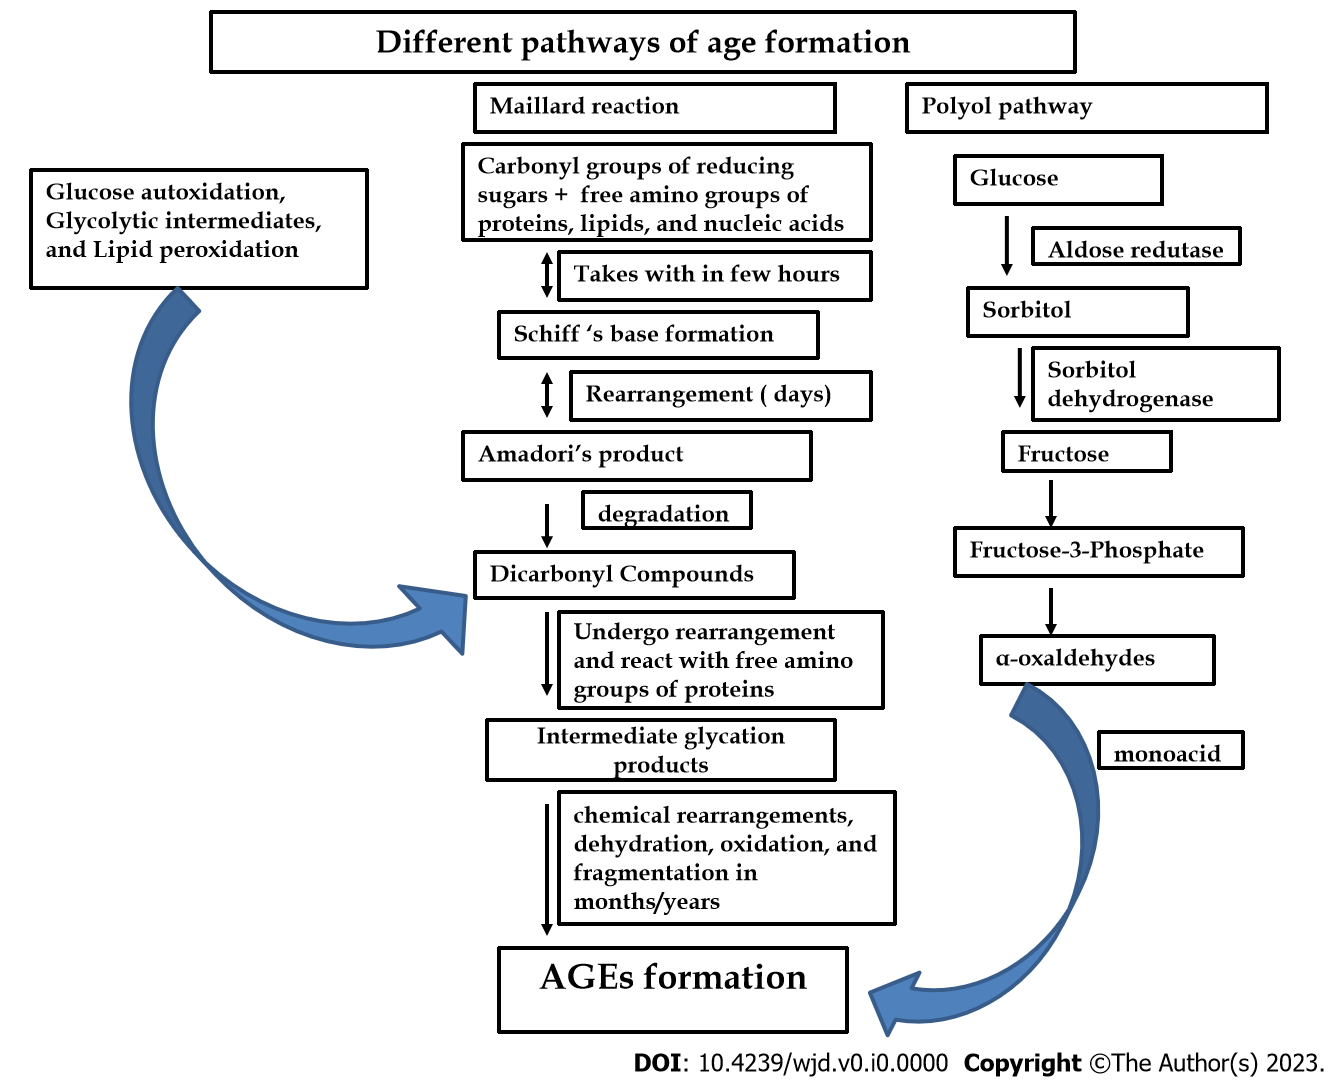 Different pathways of age formation
Maillard reaction
Polyol pathway
Glucose autoxidation,
Glycolytic intermediates,
and Lipid peroxidation
Carbonyl groups of reducing
sugars +  free amino groups of
proteins, lipids, and nucleic acids
Takes with in few hours
Schiff ‘s base formation
Rearrangement ( days)
Amadori’s product
degradation
Dicarbonyl Compounds
Undergo rearrangement
and react with free amino
groups of proteins
Intermediate glycation
products
chemical rearrangements,
dehydration, oxidation, and
fragmentation in
months/years
AGEs formation
Glucose
Aldose redutase
Sorbitol
Sorbitol
dehydrogenase
Fructose
Fructose-3-Phosphate
α-oxaldehydes
monoacid
DOI: 10.4239/wjd.v0.i0.0000  Copyright ©The Author(s) 2023.